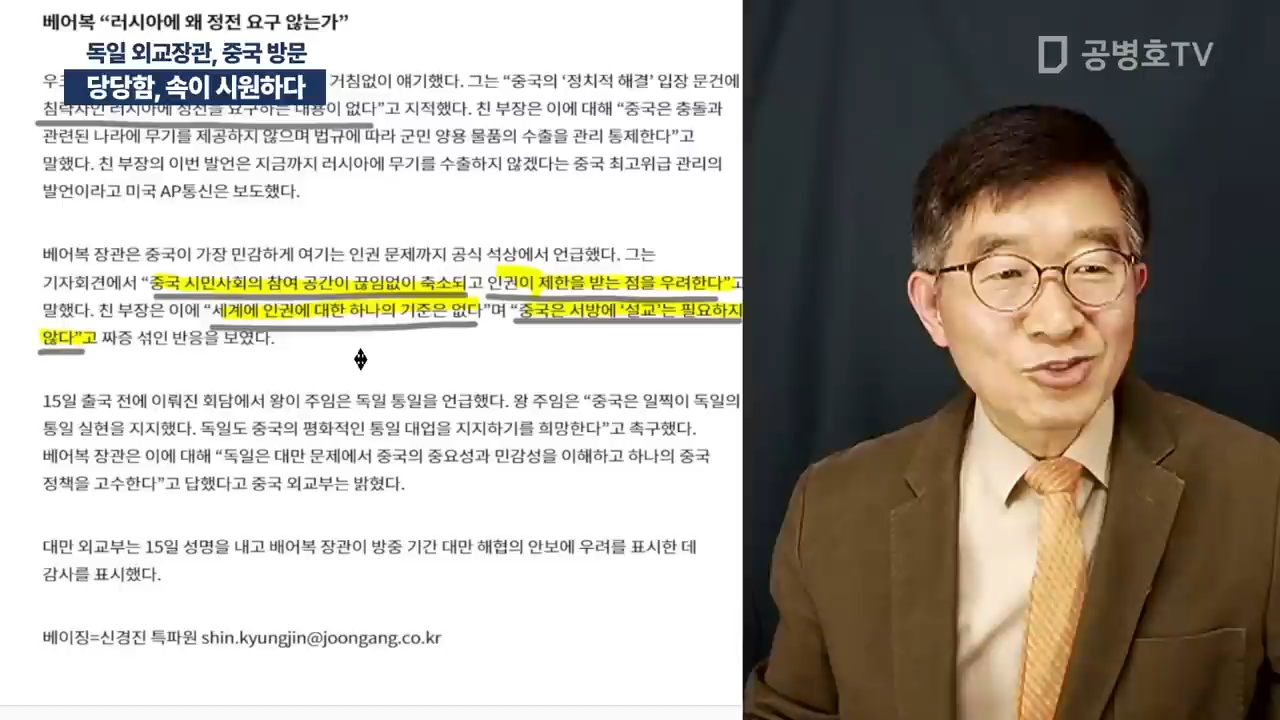 베어복 “러시아에 왜 정전 요구 않는가”
독일 외교장관, 중국 방문
당당함, 속이 시원하다
공병호TV
거침없이 얘기했다. 그는 “중국의 ‘정치적 해결’ 입장 문건에
침략자인 러시아에 정전을 요구하는 내용이 없다”고 지적했다. 친 부장은 이에 대해 “중국은 충돌과
관련된 나라에 무기를 제공하지 않으며 법규에 따라 군민 양용 물품의 수출을 관리 통제한다”고
말했다. 친 부장의 이번 발언은 지금까지 러시아에 무기를 수출하지 않겠다는 중국 최고위급 관리의
발언이라고 미국 AP통신은 보도했다.
베어복 장관은 중국이 가장 민감하게 여기는 인권 문제까지 공식 석상에서 언급했다. 그는
기자회견에서 “중국 시민사회의 참여 공간이 끊임없이 축소되고 인권이 제한을 받는 점을 우려한다”고
말했다. 친 부장은 이에 “세계에 인권에 대한 하나의 기준은 없다”며 “중국은 서방에 ‘설교’는 필요하지
않다”고 짜증 섞인 반응을 보였다.
15일 출국 전에 이뤄진 회담에서 왕이 주임은 독일 통일을 언급했다. 왕 주임은 “중국은 일찍이 독일의
통일 실현을 지지했다. 독일도 중국의 평화적인 통일 대업을 지지하기를 희망한다”고 촉구했다.
베어복 장관은 이에 대해 “독일은 대만 문제에서 중국의 중요성과 민감성을 이해하고 하나의 중국
정책을 고수한다”고 답했다고 중국 외교부는 밝혔다.
대만 외교부는 15일 성명을 내고 배어복 장관이 방중 기간 대만 해협의 안보에 우려를 표시한 데
감사를 표시했다.
베이징=신경진 특파원 shin.kyungjin@joongang.co.kr